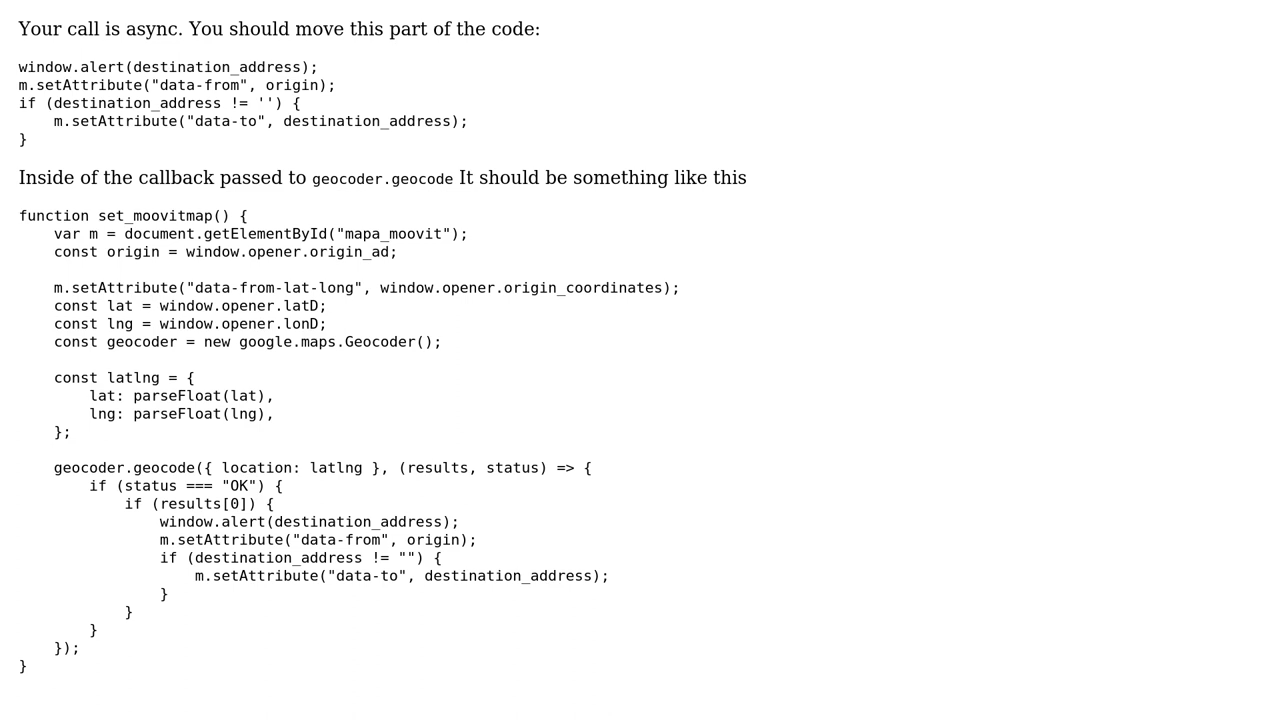 Your call is async. You should move this part of the code:
window.alert(destination_address);
m.setAttribute("data-from", origin);
if (destination_address != '') {
    m.setAttribute("data-to", destination_address);
}
Inside of the callback passed to geocoder.geocode It should be something like this
function set_moovitmap() {
    var m = document.getElementById("mapa_moovit");
    const origin = window.opener.origin_ad;

    m.setAttribute("data-from-lat-long", window.opener.origin_coordinates);
    const lat = window.opener.latD;
    const lng = window.opener.lonD;
    const geocoder = new google.maps.Geocoder();

    const latlng = {
        lat: parseFloat(lat),
        lng: parseFloat(lng),
    };

    geocoder.geocode({ location: latlng }, (results, status) => {
        if (status === "OK") {
            if (results[0]) {
                window.alert(destination_address);
                m.setAttribute("data-from", origin);
                if (destination_address != "") {
                    m.setAttribute("data-to", destination_address);
                }
            }
        }
    });
}